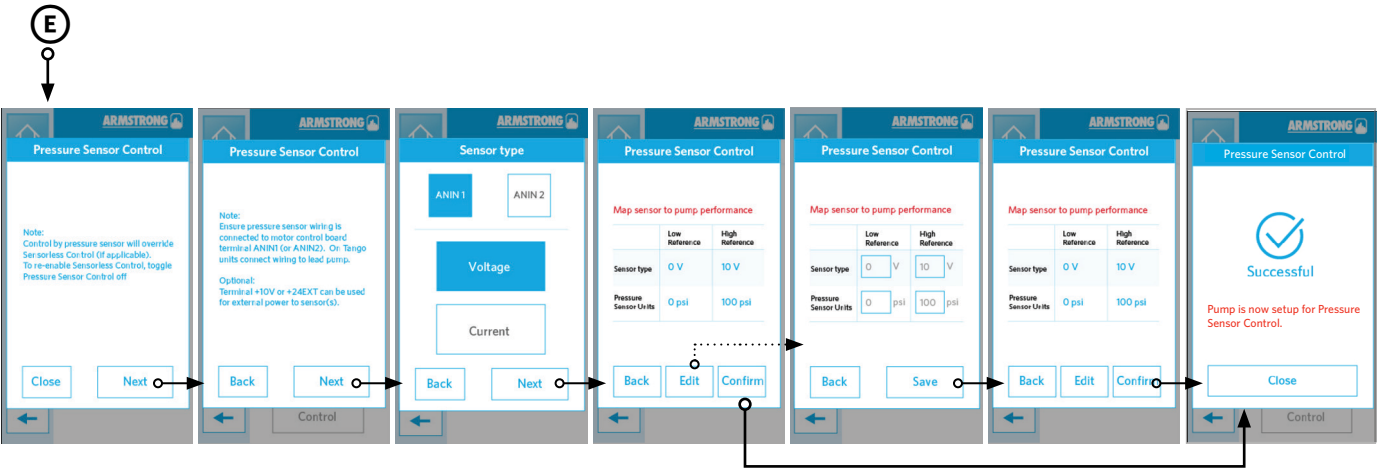 E
ARMSTRONG
Pressure Sensor Control
Note:
Control by pressure sensor will override
Sensorless Control (if applicable).
To re-enable Sensorless Control, toggle
Pressure Sensor Control off
Close
Next
ARMSTRONG
Pressure Sensor Control
Note:
Ensure pressure sensor wiring is
connected to motor control board
terminal ANIN1 (or ANIN2). On Tango
units connect wiring to lead pump.
Optional:
Terminal +10V or +24EXT can be used
for external power to sensor(s).
Back
Next
Control
ARMSTRONG
Sensor type
ANIN 1
ANIN 2
Voltage
Current
Back
Next
ARMSTRONG
Pressure Sensor Control
Map sensor to pump performance
Low
Reference
High
Reference
Sensor type
0 V
10 V
Pressure
Sensor Units
0 psi
100 psi
Back
Edit
Confirm
ARMSTRONG
Pressure Sensor Control
Map sensor to pump performance
Low
Reference
High
Reference
Sensor type
0 V
10 V
Pressure
Sensor Units
0 psi
100 psi
Back
Save
ARMSTRONG
Pressure Sensor Control
Map sensor to pump performance
Low
Reference
High
Reference
Sensor type
0 V
10 V
Pressure
Sensor Units
0 psi
100 psi
Back
Edit
Confirm
ARMSTRONG
Pressure Sensor Control
Successful
Pump is now setup for Pressure
Sensor Control.
Close
Control